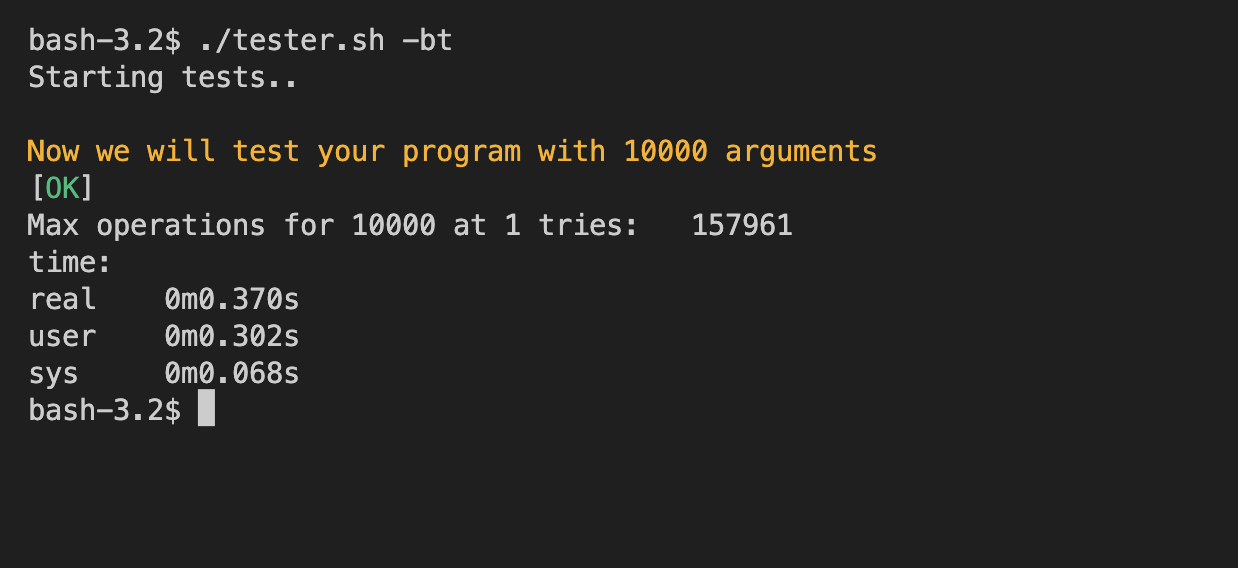 bash-3.2$ ./tester.sh -bt
Starting tests..
Now we will test your program with 10000 arguments
[OK]
Max operations for 10000 at 1 tries:   157961
time:
real    0m0.370s
user    0m0.302s
sys     0m0.068s
bash-3.2$